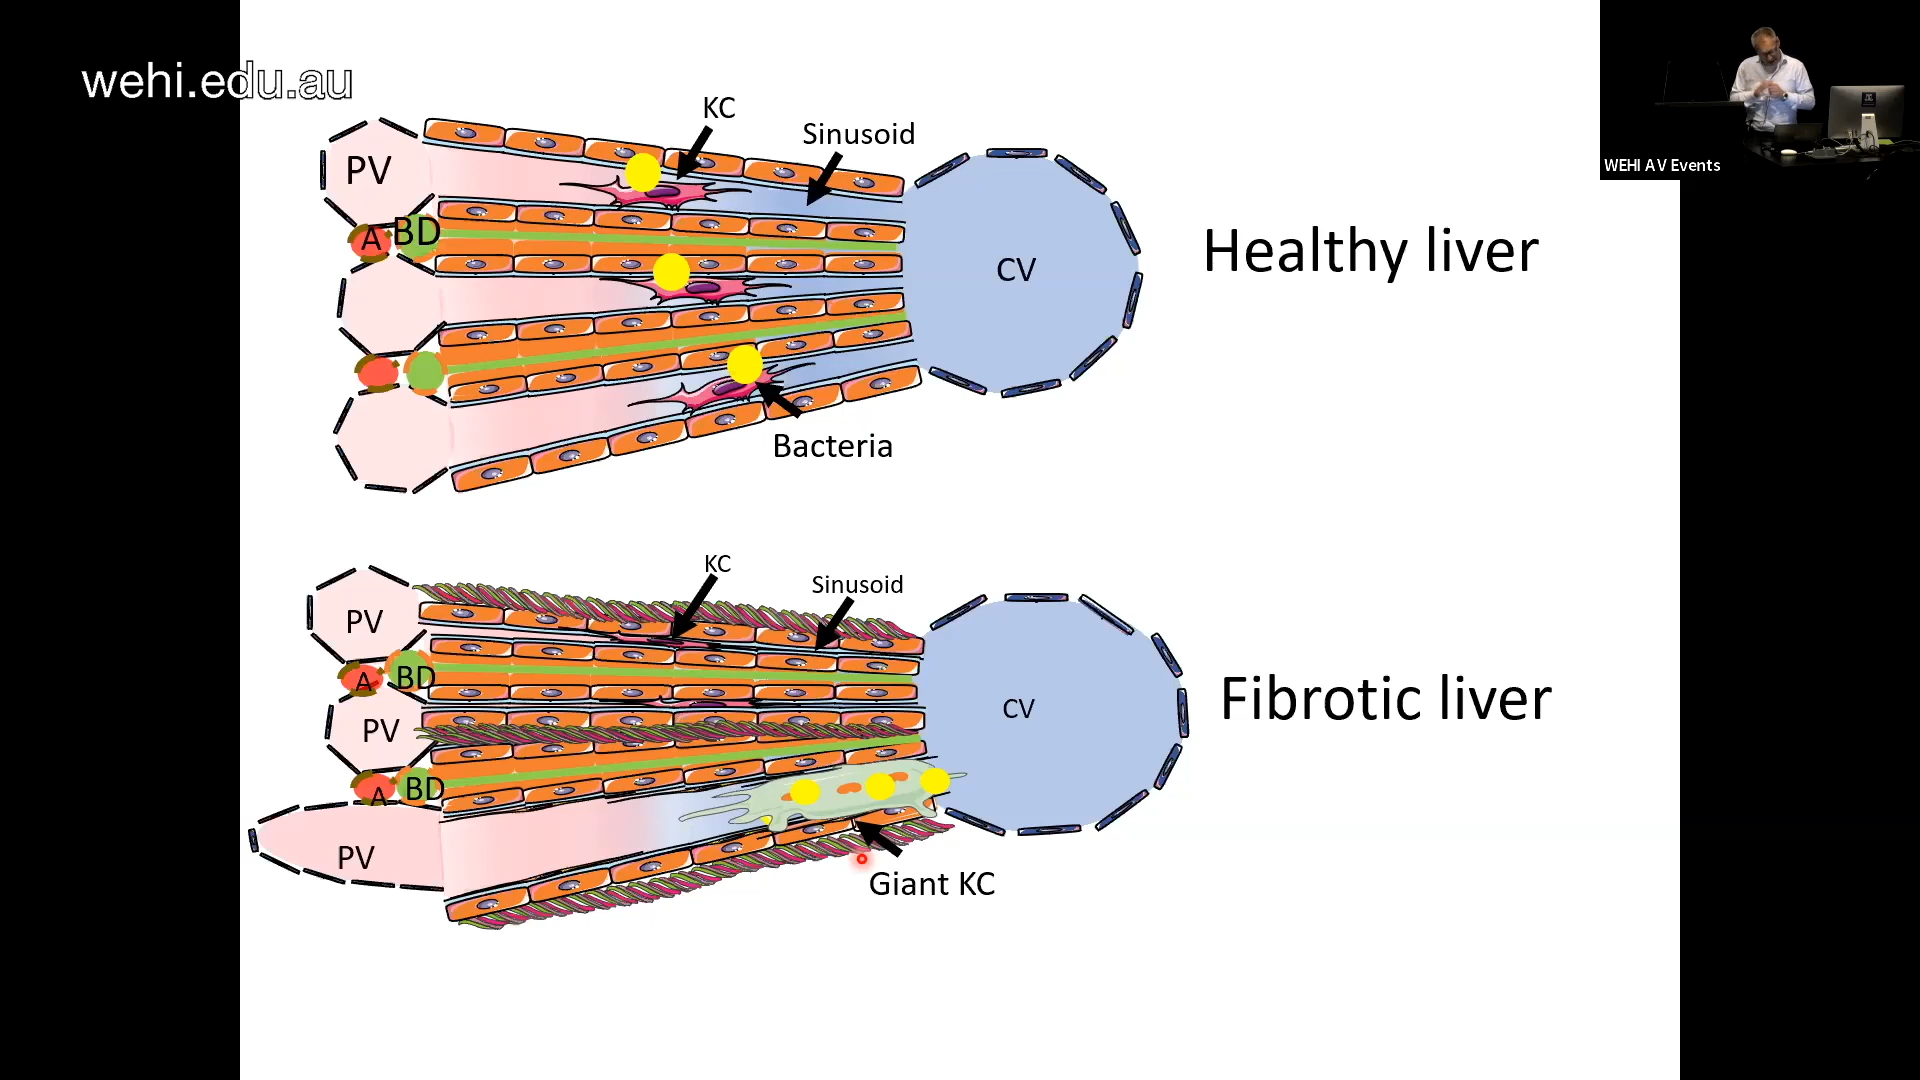 wehi.edu.au
WEHI AV Events
KC
Sinusoid
PV
A
BD
CV
Healthy liver
Bacteria
KC
Sinusoid
PV
A
BD
PV
CV
Fibrotic liver
A
BD
PV
Giant KC